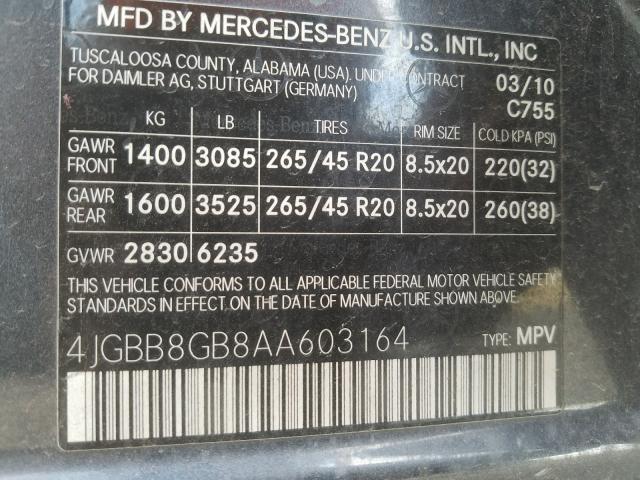 MFD BY MERCEDES-BENZ U.S. INTL., INC
TUSCALOOSA COUNTY, ALABAMA (USA). UNDER CONTRACT 03/10
FOR DAIMLER AG, STUTTGART (GERMANY) C755
KG LB TIRES RIM SIZE COLD KPA (PSI)
GAWR FRONT 1400 3085 265/45 R20 8.5x20 220(32)
GAWR REAR 1600 3525 265/45 R20 8.5x20 260(38)
GVWR 2830 6235
THIS VEHICLE CONFORMS TO ALL APPLICABLE FEDERAL MOTOR VEHICLE SAFETY
STANDARDS IN EFFECT ON THE DATE OF MANUFACTURE SHOWN ABOVE.
4JGBB8GB8AA603164 TYPE: MPV